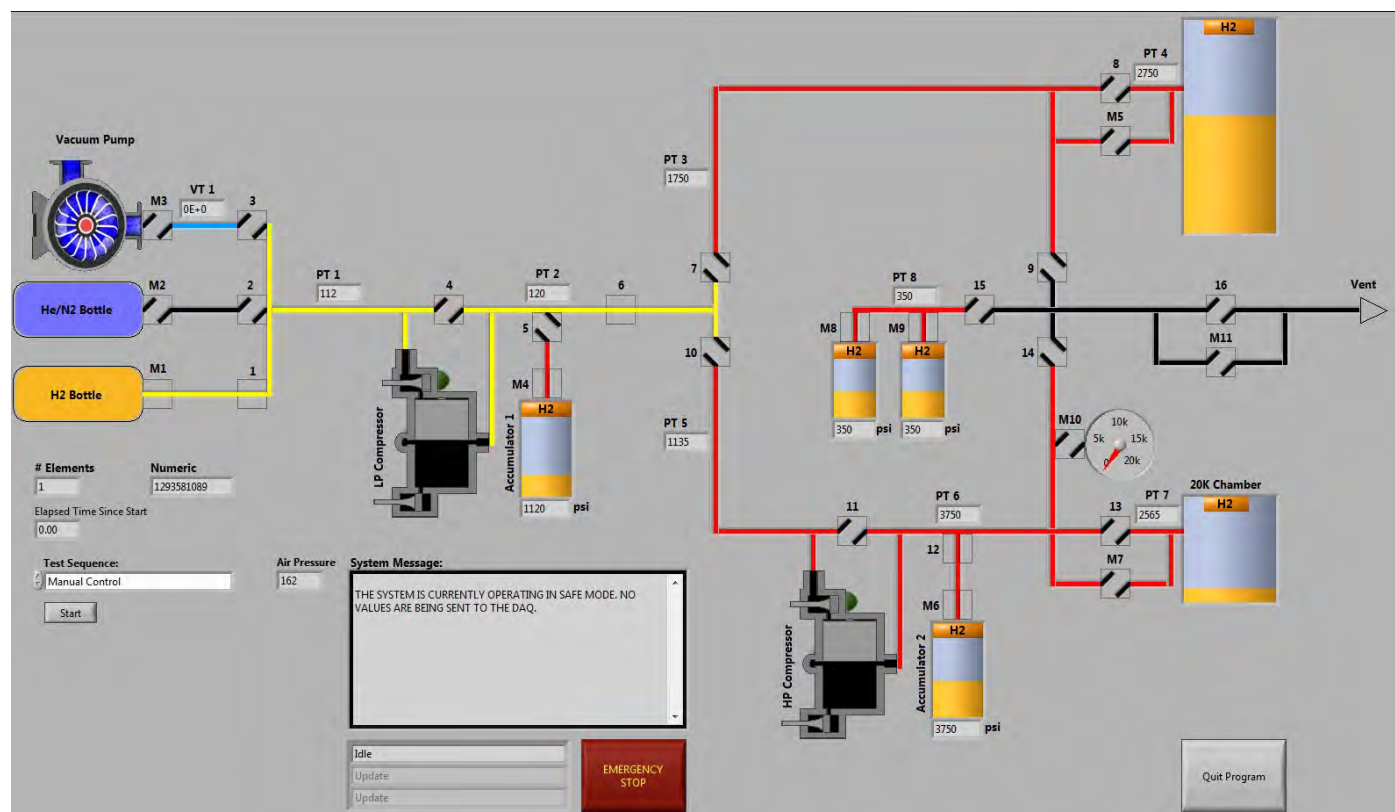 H2
8
PT 4
2750
M5
Vacuum Pump
M3
VT 1
0E+0
3
PT 3
1750
M2
He/N2 Bottle
2
PT 1
112
4
PT 2
120
6
7
PT 8
350
15
9
16
Vent
M1
H2 Bottle
1
5
10
M8
M9
H2
H2
14
M11
M4
H2
350
psi
350
psi
LP Compressor
Accumulator 1
1120
psi
PT 5
1135
M10
0
5k
10k
15k
20k
# Elements
1
Numeric
1293581089
Elapsed Time Since Start
0.00
11
PT 6
3750
13
PT 7
2565
20K Chamber
H2
12
M7
Test Sequence:
Manual Control
Start
Air Pressure
162
System Message:
THE SYSTEM IS CURRENTLY OPERATING IN SAFE MODE. NO
VALUES ARE BEING SENT TO THE DAQ.
M6
H2
HP Compressor
Accumulator 2
3750
psi
Idle
Update
Update
EMERGENCY
STOP
Quit Program